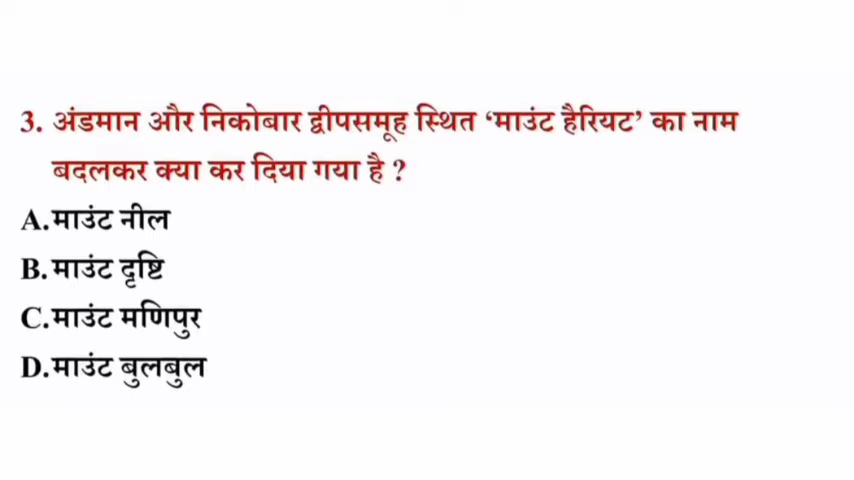 3. अंडमान और निकोबार द्वीपसमूह स्थित ‘माउंट हैरियट’ का नाम
बदलकर क्या कर दिया गया है ?
A.माउंट नील
B.माउंट दृष्टि
C.माउंट मणिपुर
D.माउंट बुलबुल